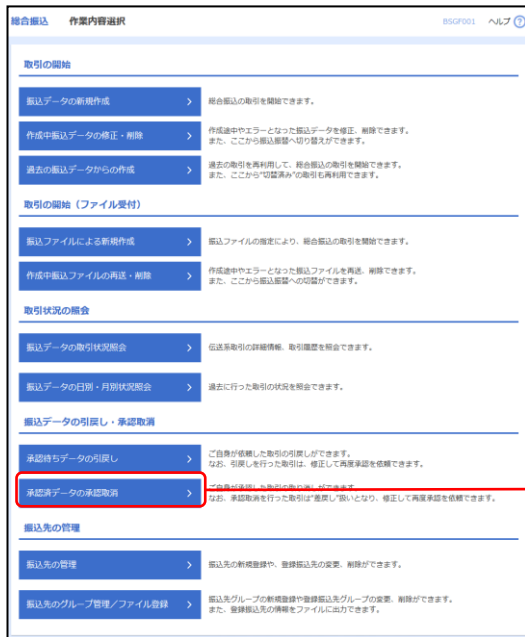 総合振込 作業内容選択 BSGF001 ヘルプ ?
取引の開始
振込データの新規作成 > 総合振込の取引を開始できます。
作成中振込データの修正・削除 > 作成途中やエラーとなった振込データを修正、削除できます。
また、ここから振込振替へ切り替えができます。
過去の振込データからの作成 > 過去の取引を再利用して、総合振込の取引を開始できます。
また、ここから"切替済み"の取引も再利用できます。
取引の開始（ファイル受付）
振込ファイルによる新規作成 > 振込ファイルの指定により、総合振込の取引を開始できます。
作成中振込ファイルの再送・削除 > 作成途中やエラーとなった振込ファイルを再送、削除できます。
また、ここから振込振替への切替ができます。
取引状況の照会
振込データの取引状況照会 > 伝送系取引の詳細情報、取引履歴を照会できます。
振込データの日別・月別状況照会 > 過去に行った取引の状況を照会できます。
振込データの引戻し・承認取消
承認待ちデータの引戻し > ご自身が依頼した取引の引戻しができます。
なお、引戻しを行った取引は、修正して再度承認を依頼できます。
承認済データの承認取消 > ご自身が承認した取引の取り消しができます。
なお、承認取消を行った取引は"差戻し"扱いとなり、修正して再度承認を依頼できます。
振込先の管理
振込先の管理 > 振込先の新規登録や、登録振込先の変更、削除ができます。
振込先のグループ管理／ファイル登録 > 振込先グループの新規登録や登録振込先グループの変更、削除ができます。
また、登録振込先の情報をファイルに出力できます。